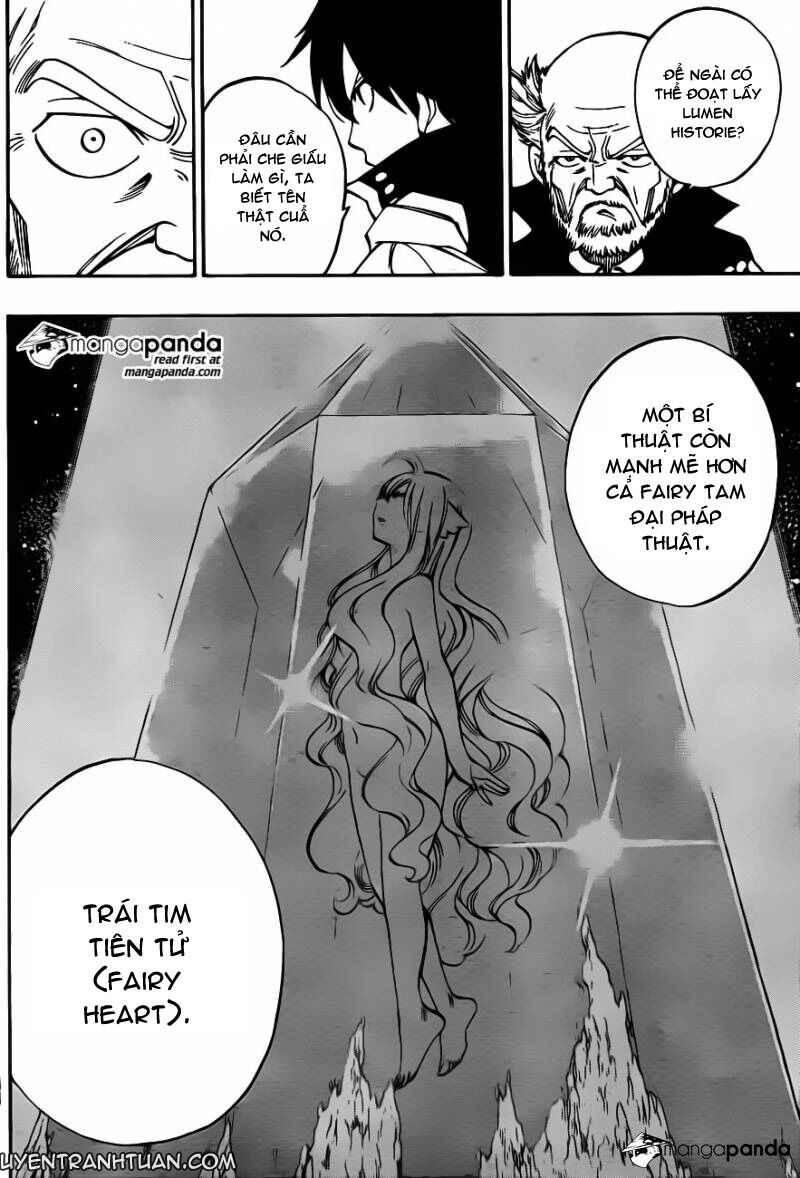 ĐỂ NGÀI CÓ
THỂ ĐOẠT LẤY
LUMEN
HISTORIE?
ĐÂU CẦN
PHẢI CHE GIẤU
LÀM GÌ, TA
BIẾT TÊN
THẬT CUẢ
NÓ.
mangapanda
read first at
mangapanda.com
MỘT BÍ
THUẬT CÒN
MẠNH MẼ HƠN
CẢ FAIRY TAM
ĐẠI PHÁP
THUẬT.
TRÁI TIM
TIÊN TỬ
(FAIRY
HEART).
UYENTRANHTUAN.COM
mangapanda